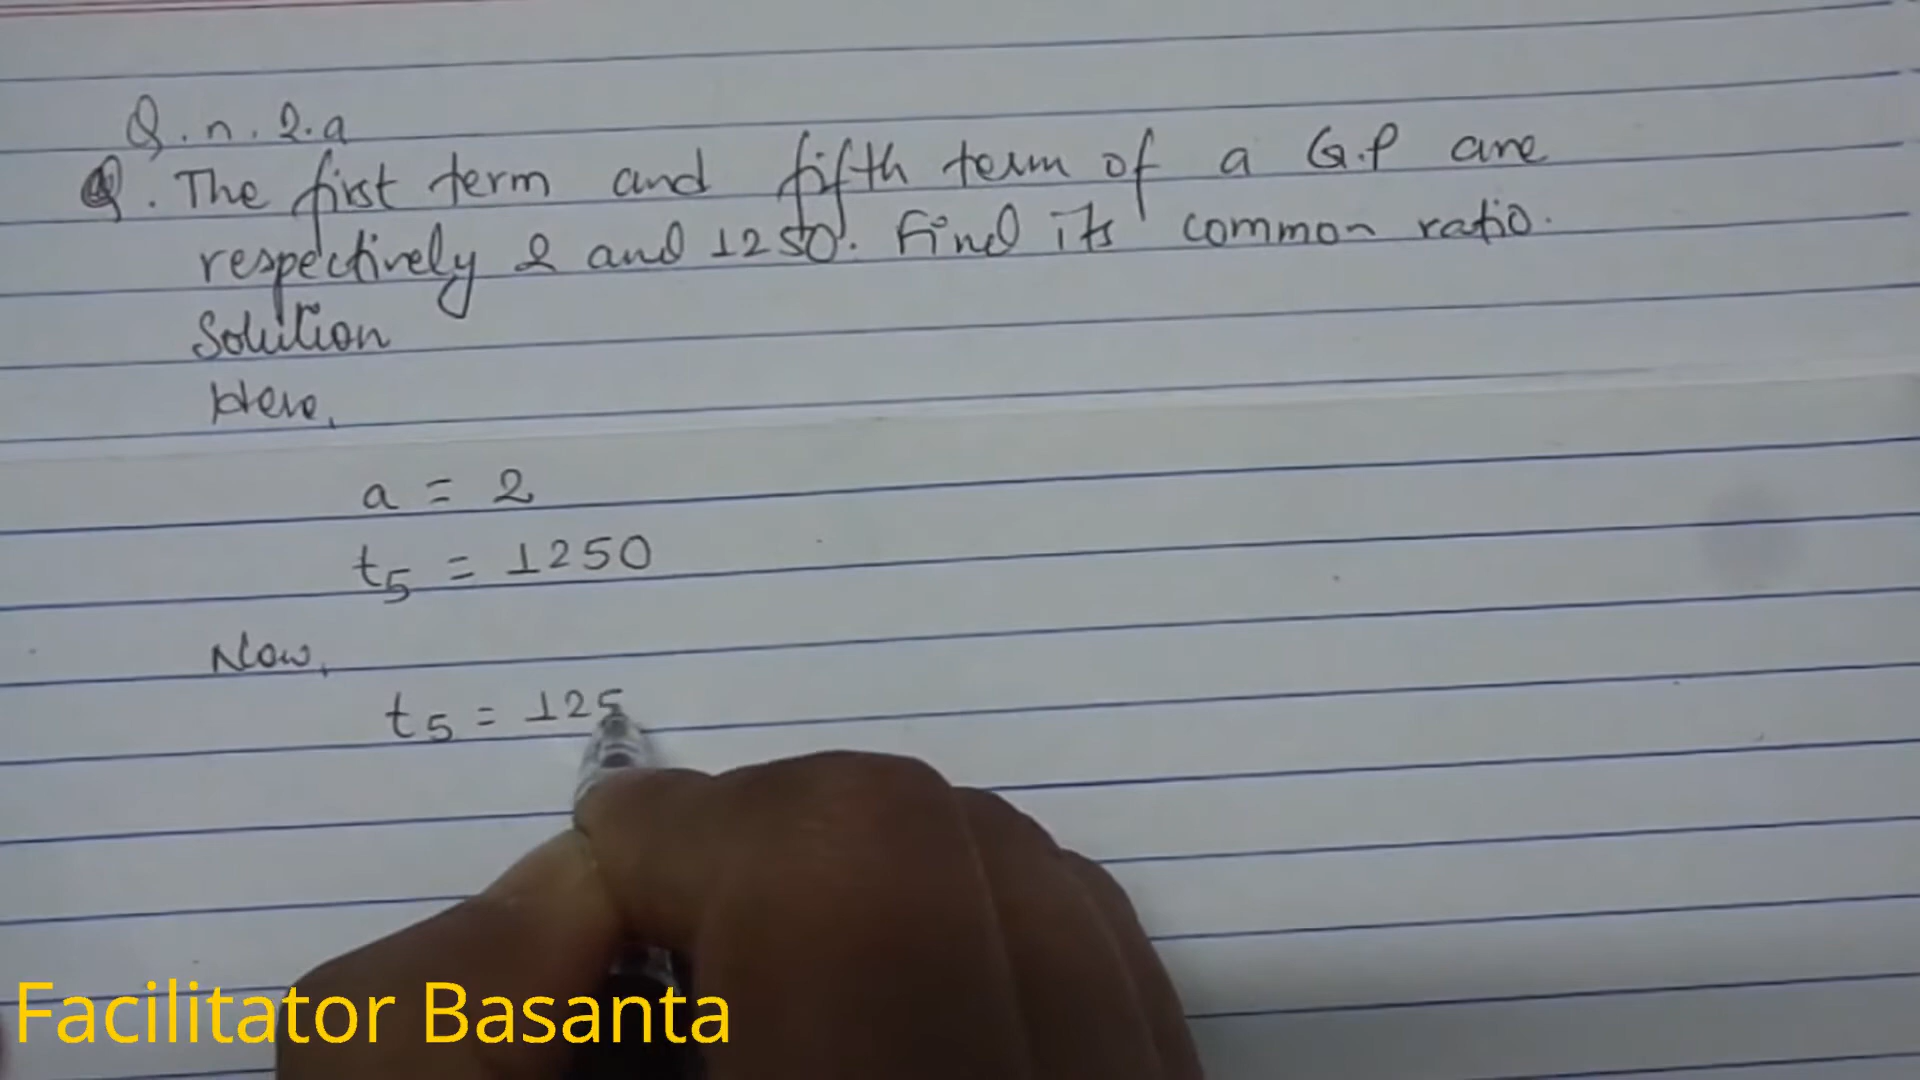 Q.n.2.a
Q. The first term and fifth term of a G.P are
respectively 2 and 1250. Find its common ratio.
Solution
Here,
a = 2
t5 = 1250
Now,
t5 = 125
Facilitator Basanta